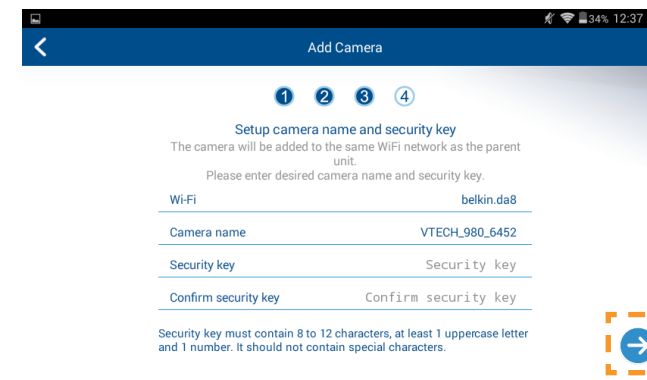 34% 12:37
Add Camera
1 2 3 4
Setup camera name and security key
The camera will be added to the same WiFi network as the parent
unit.
Please enter desired camera name and security key.
Wi-Fi belkin.da8
Camera name VTECH_980_6452
Security key Security key
Confirm security key Confirm security key
Security key must contain 8 to 12 characters, at least 1 uppercase letter
and 1 number. It should not contain special characters.